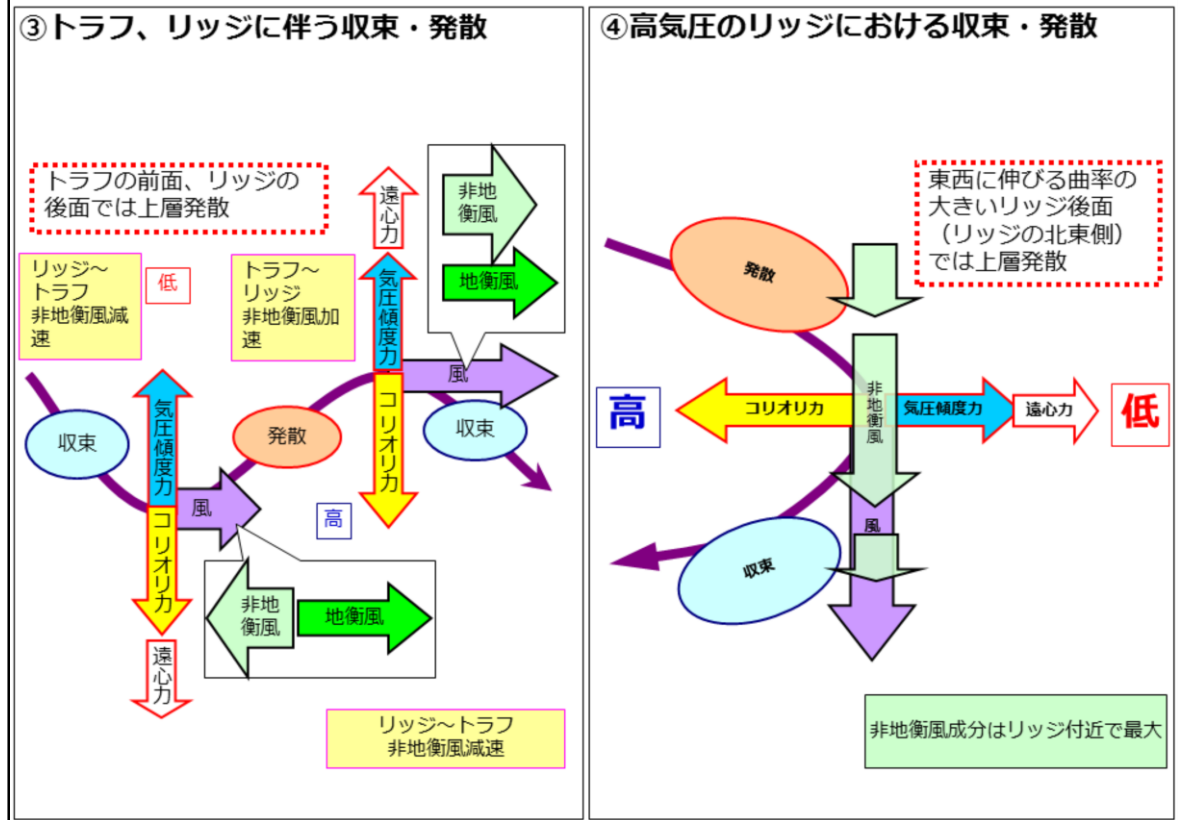 ③トラフ、リッジに伴う収束・発散
トラフの前面、リッジの
後面では上層発散
リッジ～
トラフ
非地衡風減
速
低
トラフ～
リッジ
非地衡風加
速
遠心力
気圧傾度力
コリオリカ
風
非地
衡風
地衡風
収束
気圧傾度力
コリオリカ
遠心力
風
発散
収束
高
非地
衡風
地衡風
リッジ～トラフ
非地衡風減速
④高気圧のリッジにおける収束・発散
東西に伸びる曲率の
大きいリッジ後面
（リッジの北東側）
では上層発散
発散
高
コリオリカ
非地衡風
気圧傾度力
遠心力
低
風
収束
非地衡風成分はリッジ付近で最大